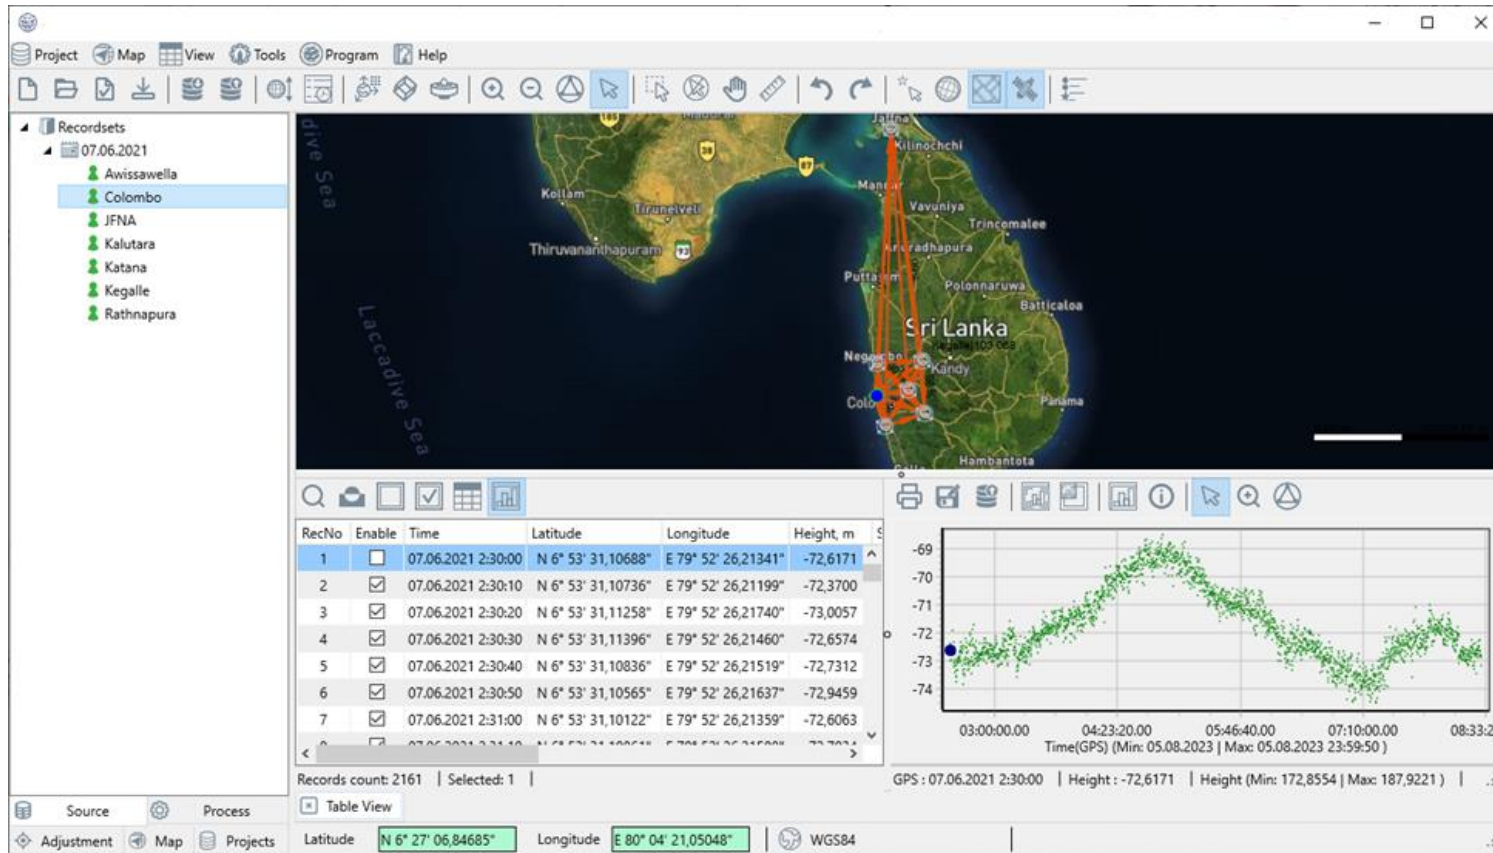 Project Map View Tools Program Help
Recordsets
07.06.2021
Awissawella
Colombo
JFNA
Kalutara
Katana
Kegalle
Rathnapura
Source Process
Adjustment Map Projects
dive Sea
Laccadive Sea
Kollam
Tirunelveli
Thiruvananthapuram
38
87
93
Jaffna
Kilinochchi
Mannar
Vavuniya
Trincomalee
Anuradhapura
Polonnaruwa
Batticaloa
Sri Lanka
Kandy
Panama
Hambantota
RecNo Enable Time Latitude Longitude Height, m S
1 07.06.2021 2:30:00 N 6° 53' 31,10688" E 79° 52' 26,21341" -72,6171
2 07.06.2021 2:30:10 N 6° 53' 31,10736" E 79° 52' 26,21199" -72,3700
3 07.06.2021 2:30:20 N 6° 53' 31,11258" E 79° 52' 26,21740" -73,0057
4 07.06.2021 2:30:30 N 6° 53' 31,11396" E 79° 52' 26,21460" -72,6574
5 07.06.2021 2:30:40 N 6° 53' 31,10836" E 79° 52' 26,21519" -72,7312
6 07.06.2021 2:30:50 N 6° 53' 31,10565" E 79° 52' 26,21637" -72,9459
7 07.06.2021 2:31:00 N 6° 53' 31,10122" E 79° 52' 26,21359" -72,6063
Records count: 2161 | Selected: 1 |
Table View
-69
-70
-71
-72
-73
-74
03:00:00.00 04:23:20.00 05:46:40.00 07:10:00.00 08:33:2
Time(GPS) (Min: 05.08.2023 | Max: 05.08.2023 23:59:50 )
GPS : 07.06.2021 2:30:00 | Height : -72,6171 | Height (Min: 172,8554 | Max: 187,9221 ) |
Latitude N 6° 27' 06,84685" Longitude E 80° 04' 21,05048" WGS84